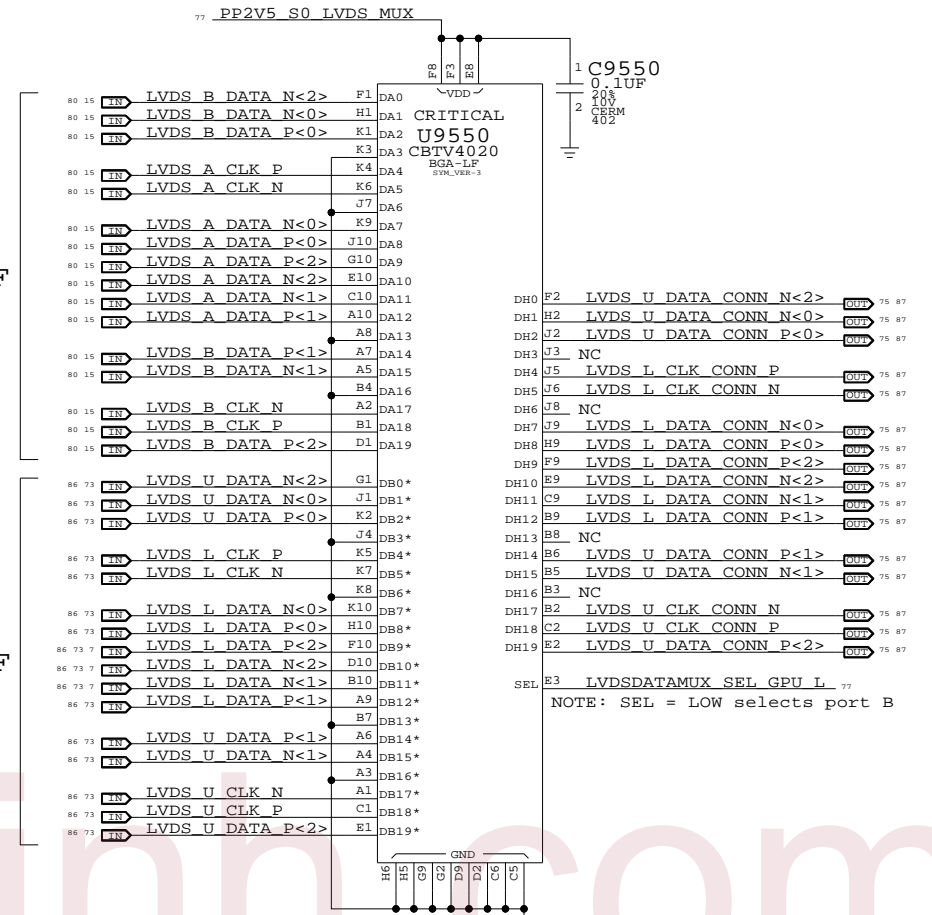 77 PP2V5_S0_LVDS_MUX
F8 F3 E8
VDD
1 C9550
0.1UF
20%
10V
2 CERM
402
CRITICAL
U9550
CBTV4020
BGA-LF
SYM_VER-3
80 15 IN LVDS_B_DATA_N<2> F1 DA0
80 15 IN LVDS_B_DATA_N<0> H1 DA1
80 15 IN LVDS_B_DATA_P<0> K1 DA2
K3 DA3
80 15 IN LVDS_A_CLK_P K4 DA4
80 15 IN LVDS_A_CLK_N K6 DA5
J7 DA6
80 15 IN LVDS_A_DATA_N<0> K9 DA7
80 15 IN LVDS_A_DATA_P<0> J10 DA8
80 15 IN LVDS_A_DATA_P<2> G10 DA9
80 15 IN LVDS_A_DATA_N<2> E10 DA10
80 15 IN LVDS_A_DATA_N<1> C10 DA11
80 15 IN LVDS_A_DATA_P<1> A10 DA12
A8 DA13
80 15 IN LVDS_B_DATA_P<1> A7 DA14
80 15 IN LVDS_B_DATA_N<1> A5 DA15
B4 DA16
80 15 IN LVDS_B_CLK_N A2 DA17
80 15 IN LVDS_B_CLK_P B1 DA18
80 15 IN LVDS_B_DATA_P<2> D1 DA19
86 73 IN LVDS_U_DATA_N<2> G1 DB0*
86 73 IN LVDS_U_DATA_N<0> J1 DB1*
86 73 IN LVDS_U_DATA_P<0> K2 DB2*
J4 DB3*
86 73 IN LVDS_L_CLK_P K5 DB4*
86 73 IN LVDS_L_CLK_N K7 DB5*
K8 DB6*
86 73 IN LVDS_L_DATA_N<0> K10 DB7*
86 73 IN LVDS_L_DATA_P<0> H10 DB8*
86 73 7 IN LVDS_L_DATA_P<2> F10 DB9*
86 73 7 IN LVDS_L_DATA_N<2> D10 DB10*
86 73 7 IN LVDS_L_DATA_N<1> B10 DB11*
86 73 IN LVDS_L_DATA_P<1> A9 DB12*
B7 DB13*
86 73 IN LVDS_U_DATA_P<1> A6 DB14*
86 73 IN LVDS_U_DATA_N<1> A4 DB15*
A3 DB16*
86 73 IN LVDS_U_CLK_N A1 DB17*
86 73 IN LVDS_U_CLK_P C1 DB18*
86 73 IN LVDS_U_DATA_P<2> E1 DB19*
DH0 F2 LVDS_U_DATA_CONN_N<2> OUT 75 87
DH1 H2 LVDS_U_DATA_CONN_N<0> OUT 75 87
DH2 J2 LVDS_U_DATA_CONN_P<0> OUT 75 87
DH3 J3 NC
DH4 J5 LVDS_L_CLK_CONN_P OUT 75 87
DH5 J6 LVDS_L_CLK_CONN_N OUT 75 87
DH6 J8 NC
DH7 J9 LVDS_L_DATA_CONN_N<0> OUT 75 87
DH8 H9 LVDS_L_DATA_CONN_P<0> OUT 75 87
DH9 F9 LVDS_L_DATA_CONN_P<2> OUT 75 87
DH10 E9 LVDS_L_DATA_CONN_N<2> OUT 75 87
DH11 C9 LVDS_L_DATA_CONN_N<1> OUT 75 87
DH12 B9 LVDS_L_DATA_CONN_P<1> OUT 75 87
DH13 B8 NC
DH14 B6 LVDS_U_DATA_CONN_P<1> OUT 75 87
DH15 B5 LVDS_U_DATA_CONN_N<1> OUT 75 87
DH16 B3 NC
DH17 B2 LVDS_U_CLK_CONN_N OUT 75 87
DH18 C2 LVDS_U_CLK_CONN_P OUT 75 87
DH19 E2 LVDS_U_DATA_CONN_P<2> OUT 75 87
SEL E3 LVDSDATAMUX_SEL_GPU_L 77
NOTE: SEL = LOW selects port B
GND
H6 H5 G9 G2 D9 D2 C6 C5
inh.com